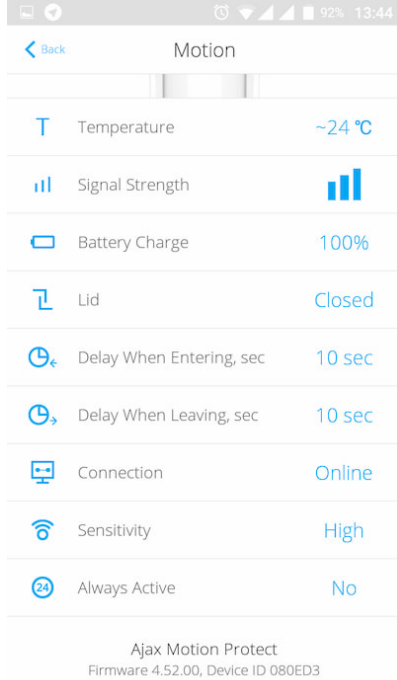 92% 13:44
Back Motion
T Temperature ~24 °C
Signal Strength
Battery Charge 100%
Lid Closed
Delay When Entering, sec 10 sec
Delay When Leaving, sec 10 sec
Connection Online
Sensitivity High
24 Always Active No
Ajax Motion Protect
Firmware 4.52.00, Device ID 080ED3